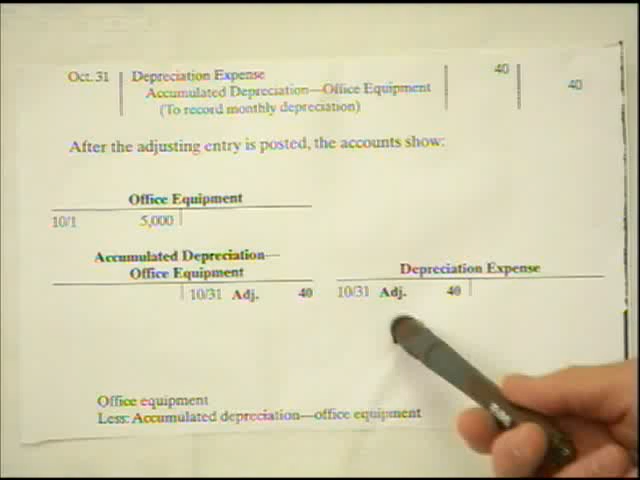 Oct. 31 Depreciation Expense 40
Accumulated Depreciation—Office Equipment 40
(To record monthly depreciation)
After the adjusting entry is posted, the accounts show:
Office Equipment
10/1 5,000
Accumulated Depreciation—
Office Equipment
10/31 Adj. 40
Depreciation Expense
10/31 Adj. 40
Office equipment
Less: Accumulated depreciation—office equipment